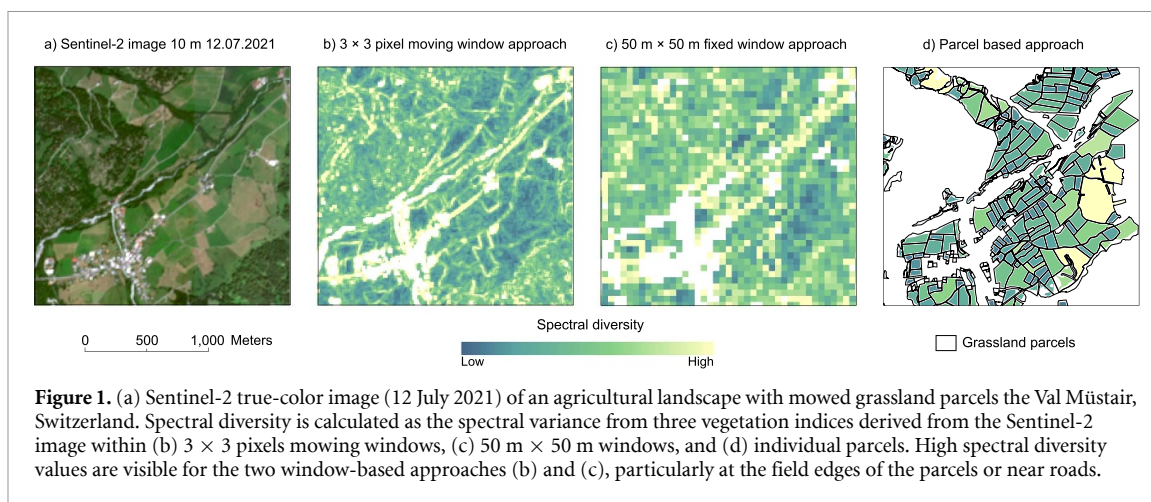 a) Sentinel-2 image 10 m 12.07.2021
b) 3 × 3 pixel moving window approach
c) 50 m × 50 m fixed window approach
d) Parcel based approach
0 500 1,000 Meters
Spectral diversity
Low High
Grassland parcels
Figure 1. (a) Sentinel-2 true-color image (12 July 2021) of an agricultural landscape with mowed grassland parcels the Val Müstair,
Switzerland. Spectral diversity is calculated as the spectral variance from three vegetation indices derived from the Sentinel-2
image within (b) 3 × 3 pixels mowing windows, (c) 50 m × 50 m windows, and (d) individual parcels. High spectral diversity
values are visible for the two window-based approaches (b) and (c), particularly at the field edges of the parcels or near roads.